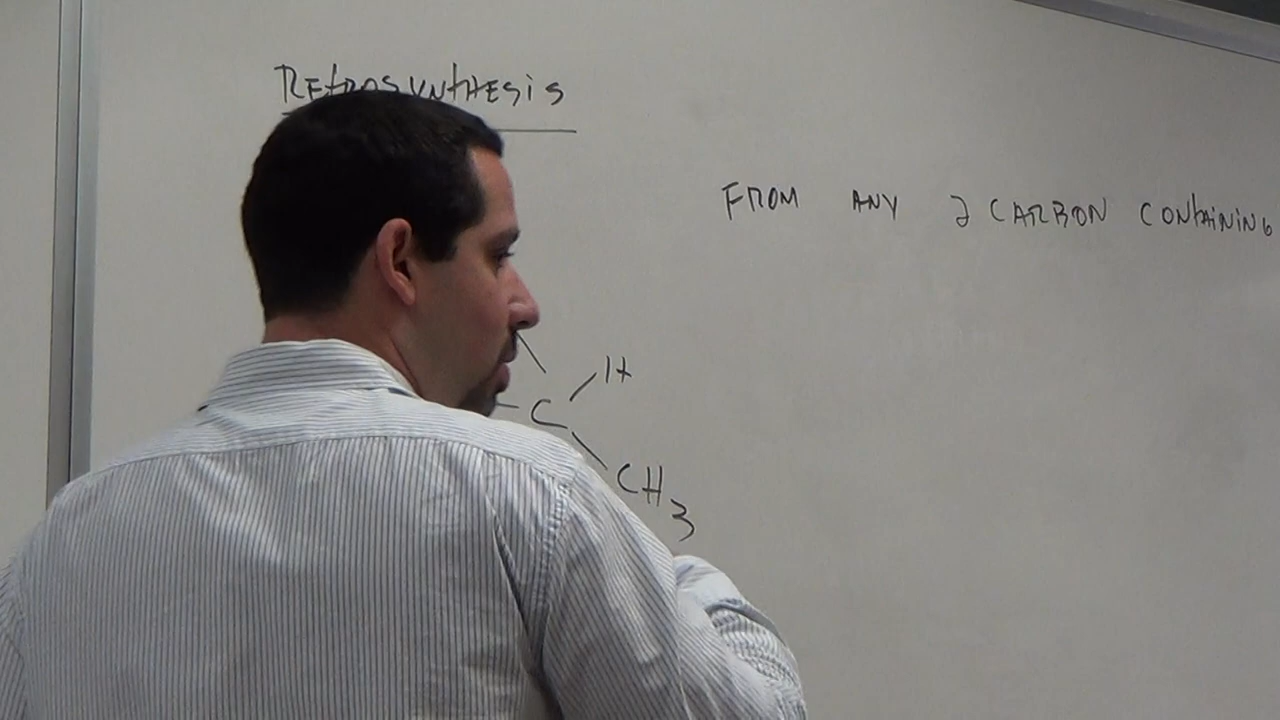 RETROSYNTHESIS
FROM ANY 2 CARBON CONTAINING
H
C
CH3